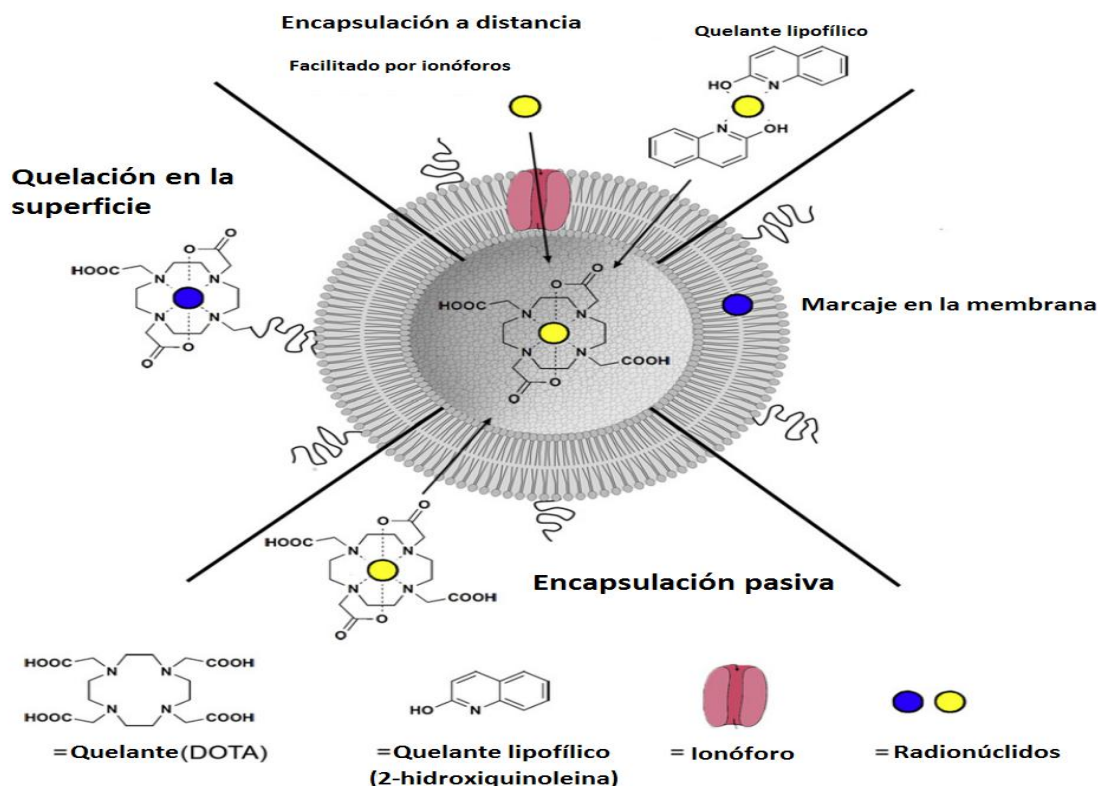 Encapsulación a distancia
Facilitado por ionóforos
Quelante lipofílico
HO
N
N
OH
Quelación en la
superficie
HOOC
O
O
N
N
N
N
O
O
HOOC
O
O
N
N
N
N
COOH
O
O
Marcaje en la membrana
HOOC
O
O
N
N
N
N
COOH
O
O
Encapsulación pasiva
HOOC
COOH
N
N
N
N
HOOC
COOH
HO
N
=Quelante(DOTA)
=Quelante lipofílico
(2-hidroxiquinoleina)
= Ionóforo
= Radionúclidos